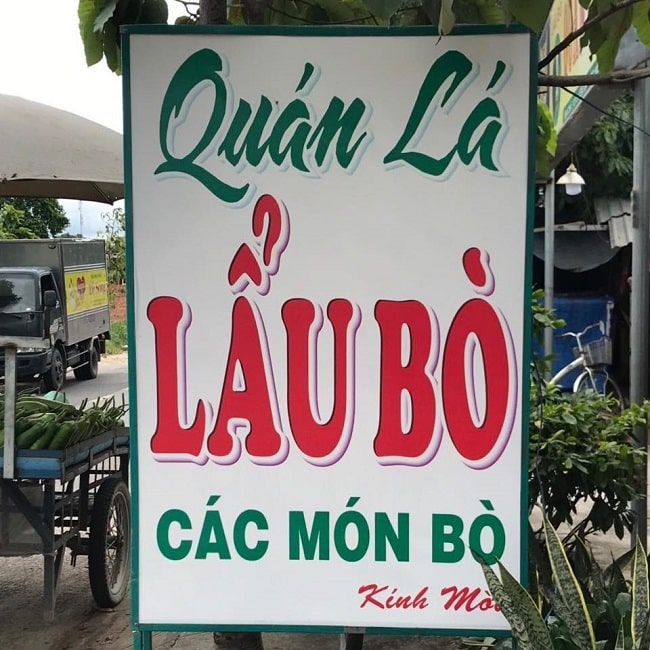 Quán Lá
LẨU BÒ
CÁC MÓN BÒ
Kính Mời